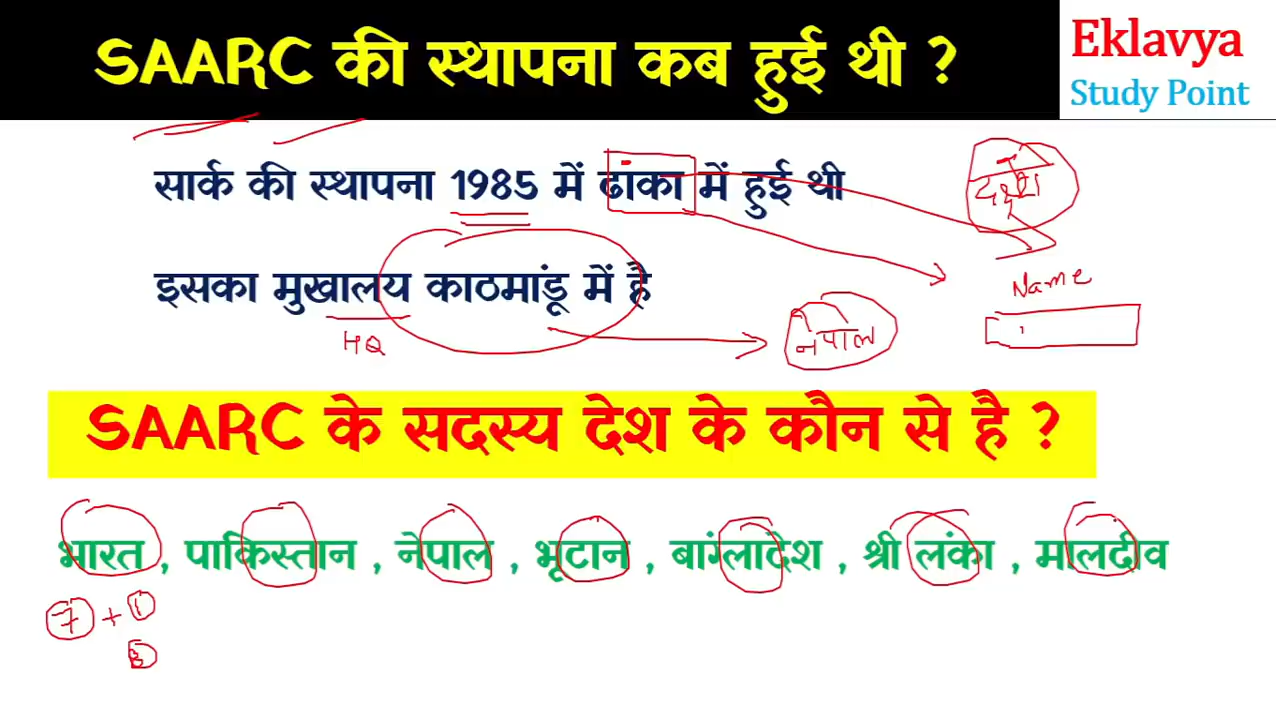 SAARC की स्थापना कब हुई थी ?
Eklavya
Study Point
सार्क की स्थापना 1985 में ढांका में हुई थी
इसका मुखालय काठमांडू में है
Name
HQ
नेपाल
SAARC के सदस्य देश के कौन से है ?
भारत , पाकिस्तान , नेपाल , भूटान , बांग्लादेश , श्री लंका , मालदीव
7 + 1